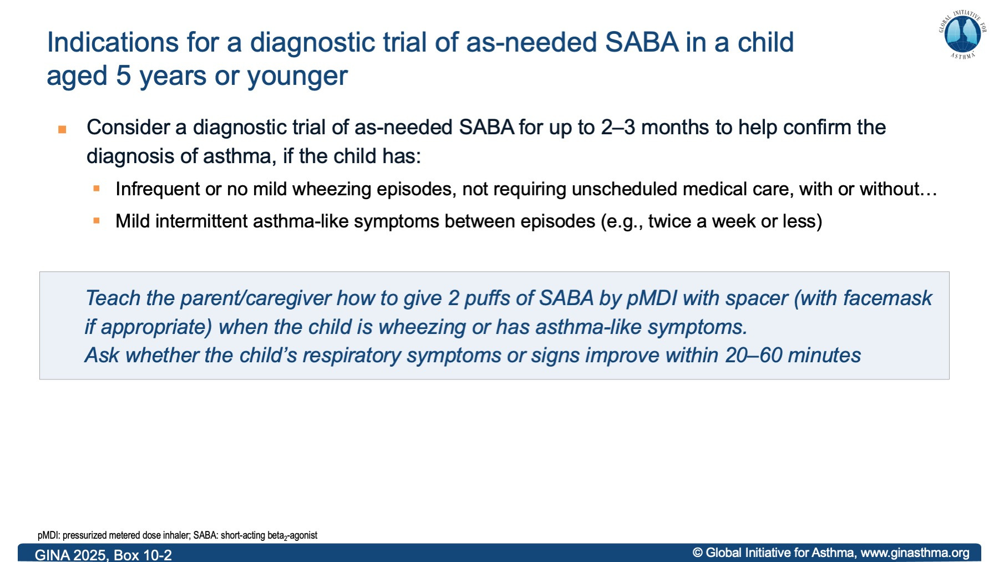 GLOBAL INITIATIVE FOR ASTHMA
Indications for a diagnostic trial of as-needed SABA in a child
aged 5 years or younger
Consider a diagnostic trial of as-needed SABA for up to 2–3 months to help confirm the
diagnosis of asthma, if the child has:
Infrequent or no mild wheezing episodes, not requiring unscheduled medical care, with or without…
Mild intermittent asthma-like symptoms between episodes (e.g., twice a week or less)
Teach the parent/caregiver how to give 2 puffs of SABA by pMDI with spacer (with facemask
if appropriate) when the child is wheezing or has asthma-like symptoms.
Ask whether the child’s respiratory symptoms or signs improve within 20–60 minutes
pMDI: pressurized metered dose inhaler; SABA: short-acting beta₂-agonist
GINA 2025, Box 10-2
© Global Initiative for Asthma, www.ginasthma.org